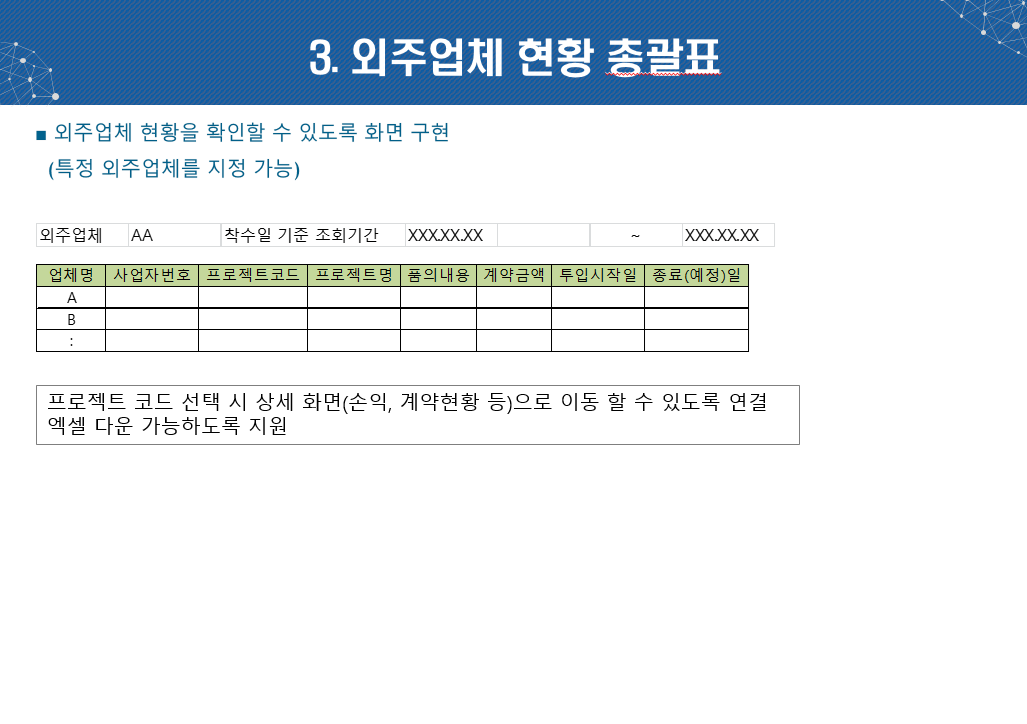 3. 외주업체 현황 총괄표
■ 외주업체 현황을 확인할 수 있도록 화면 구현
(특정 외주업체를 지정 가능)
외주업체 AA 착수일 기준 조회기간 XXX.XX.XX ~ XXX.XX.XX
업체명 사업자번호 프로젝트코드 프로젝트명 품의내용 계약금액 투입시작일 종료(예정)일
A
B
:
프로젝트 코드 선택 시 상세 화면(손익, 계약현황 등)으로 이동 할 수 있도록 연결
엑셀 다운 가능하도록 지원